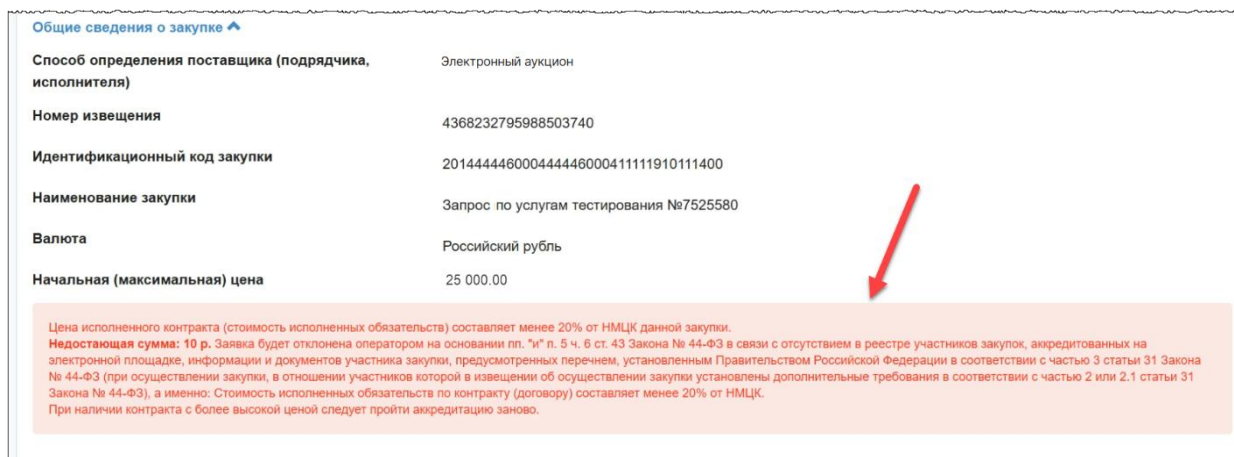 Общие сведения о закупке
Способ определения поставщика (подрядчика,
исполнителя)
Электронный аукцион
Номер извещения
4368232795988503740
Идентификационный код закупки
201444446000444446000411111910111400
Наименование закупки
Запрос по услугам тестирования №7525580
Валюта
Российский рубль
Начальная (максимальная) цена
25 000.00
Цена исполненного контракта (стоимость исполненных обязательств) составляет менее 20% от НМЦК данной закупки.
Недостающая сумма: 10 р. Заявка будет отклонена оператором на основании пп. "и" п. 5 ч. 6 ст. 43 Закона № 44-ФЗ в связи с отсутствием в реестре участников закупок, аккредитованных на
электронной площадке, информации и документов участника закупки, предусмотренных перечнем, установленным Правительством Российской Федерации в соответствии с частью 3 статьи 31 Закона
№ 44-ФЗ (при осуществлении закупки, в отношении участников которой в извещении об осуществлении закупки установлены дополнительные требования в соответствии с частью 2 или 2.1 статьи 31
Закона № 44-ФЗ), а именно: Стоимость исполненных обязательств по контракту (договору) составляет менее 20% от НМЦК.
При наличии контракта с более высокой ценой следует пройти аккредитацию заново.